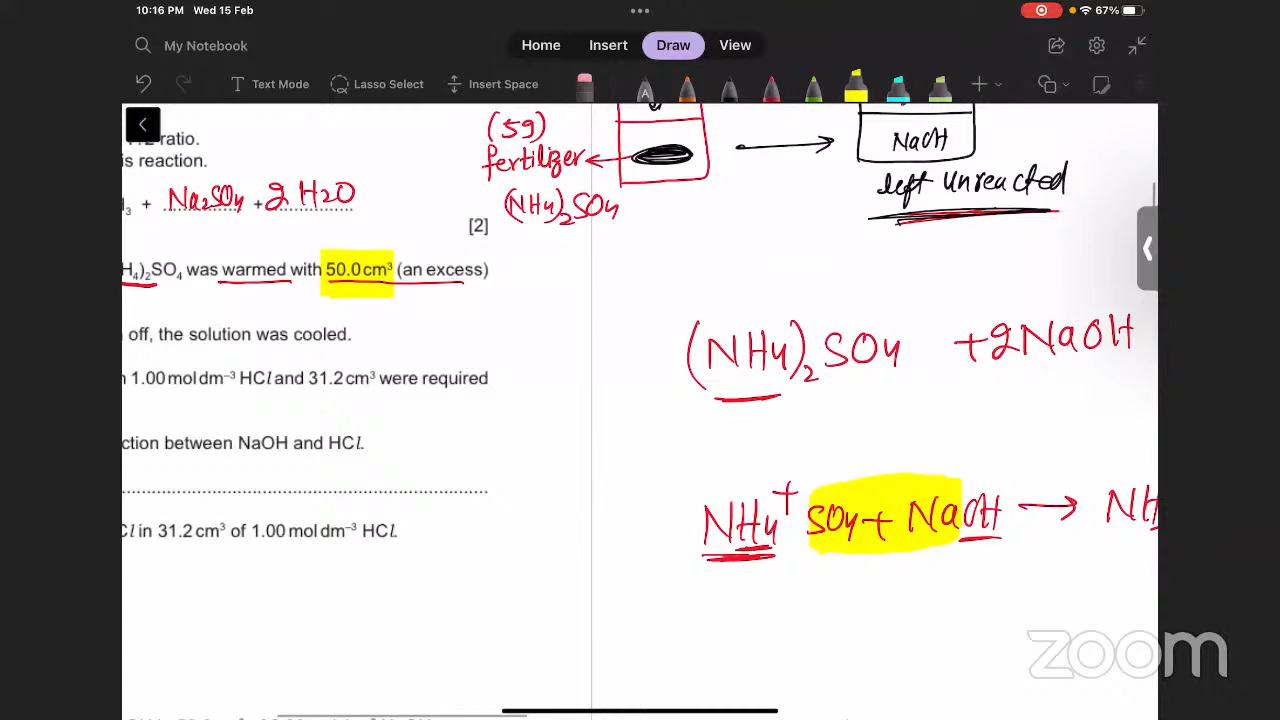 10:16 PM Wed 15 Feb
67%
My Notebook
Home Insert Draw View
Text Mode Lasso Select Insert Space
ratio.
is reaction.
3 + Na2SO4 + 2 H2O
[2]
H4)2SO4 was warmed with 50.0 cm³ (an excess)
off, the solution was cooled.
1.00 mol dm⁻³ HCl and 31.2 cm³ were required
ction between NaOH and HCl.
Cl in 31.2 cm³ of 1.00 mol dm⁻³ HCl.
(5g)
fertilizer
(NH4)2SO4
NaOH
left Unreacted
(NH4)2SO4 + 2NaOH
NH4+ SO4 + NaOH → NH
zoom